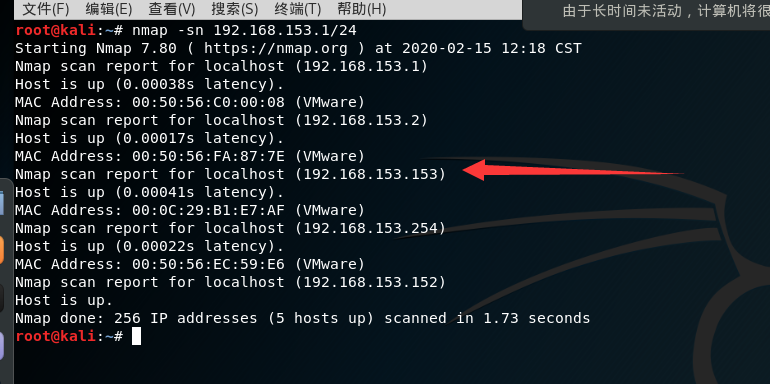 文件(F) 编辑(E) 查看(V) 搜索(S) 终端(T) 帮助(H)
由于长时间未活动，计算机将很
root@kali:~# nmap -sn 192.168.153.1/24
Starting Nmap 7.80 ( https://nmap.org ) at 2020-02-15 12:18 CST
Nmap scan report for localhost (192.168.153.1)
Host is up (0.00038s latency).
MAC Address: 00:50:56:C0:00:08 (VMware)
Nmap scan report for localhost (192.168.153.2)
Host is up (0.00017s latency).
MAC Address: 00:50:56:FA:87:7E (VMware)
Nmap scan report for localhost (192.168.153.153)
Host is up (0.00041s latency).
MAC Address: 00:0C:29:B1:E7:AF (VMware)
Nmap scan report for localhost (192.168.153.254)
Host is up (0.00022s latency).
MAC Address: 00:50:56:EC:59:E6 (VMware)
Nmap scan report for localhost (192.168.153.152)
Host is up.
Nmap done: 256 IP addresses (5 hosts up) scanned in 1.73 seconds
root@kali:~#